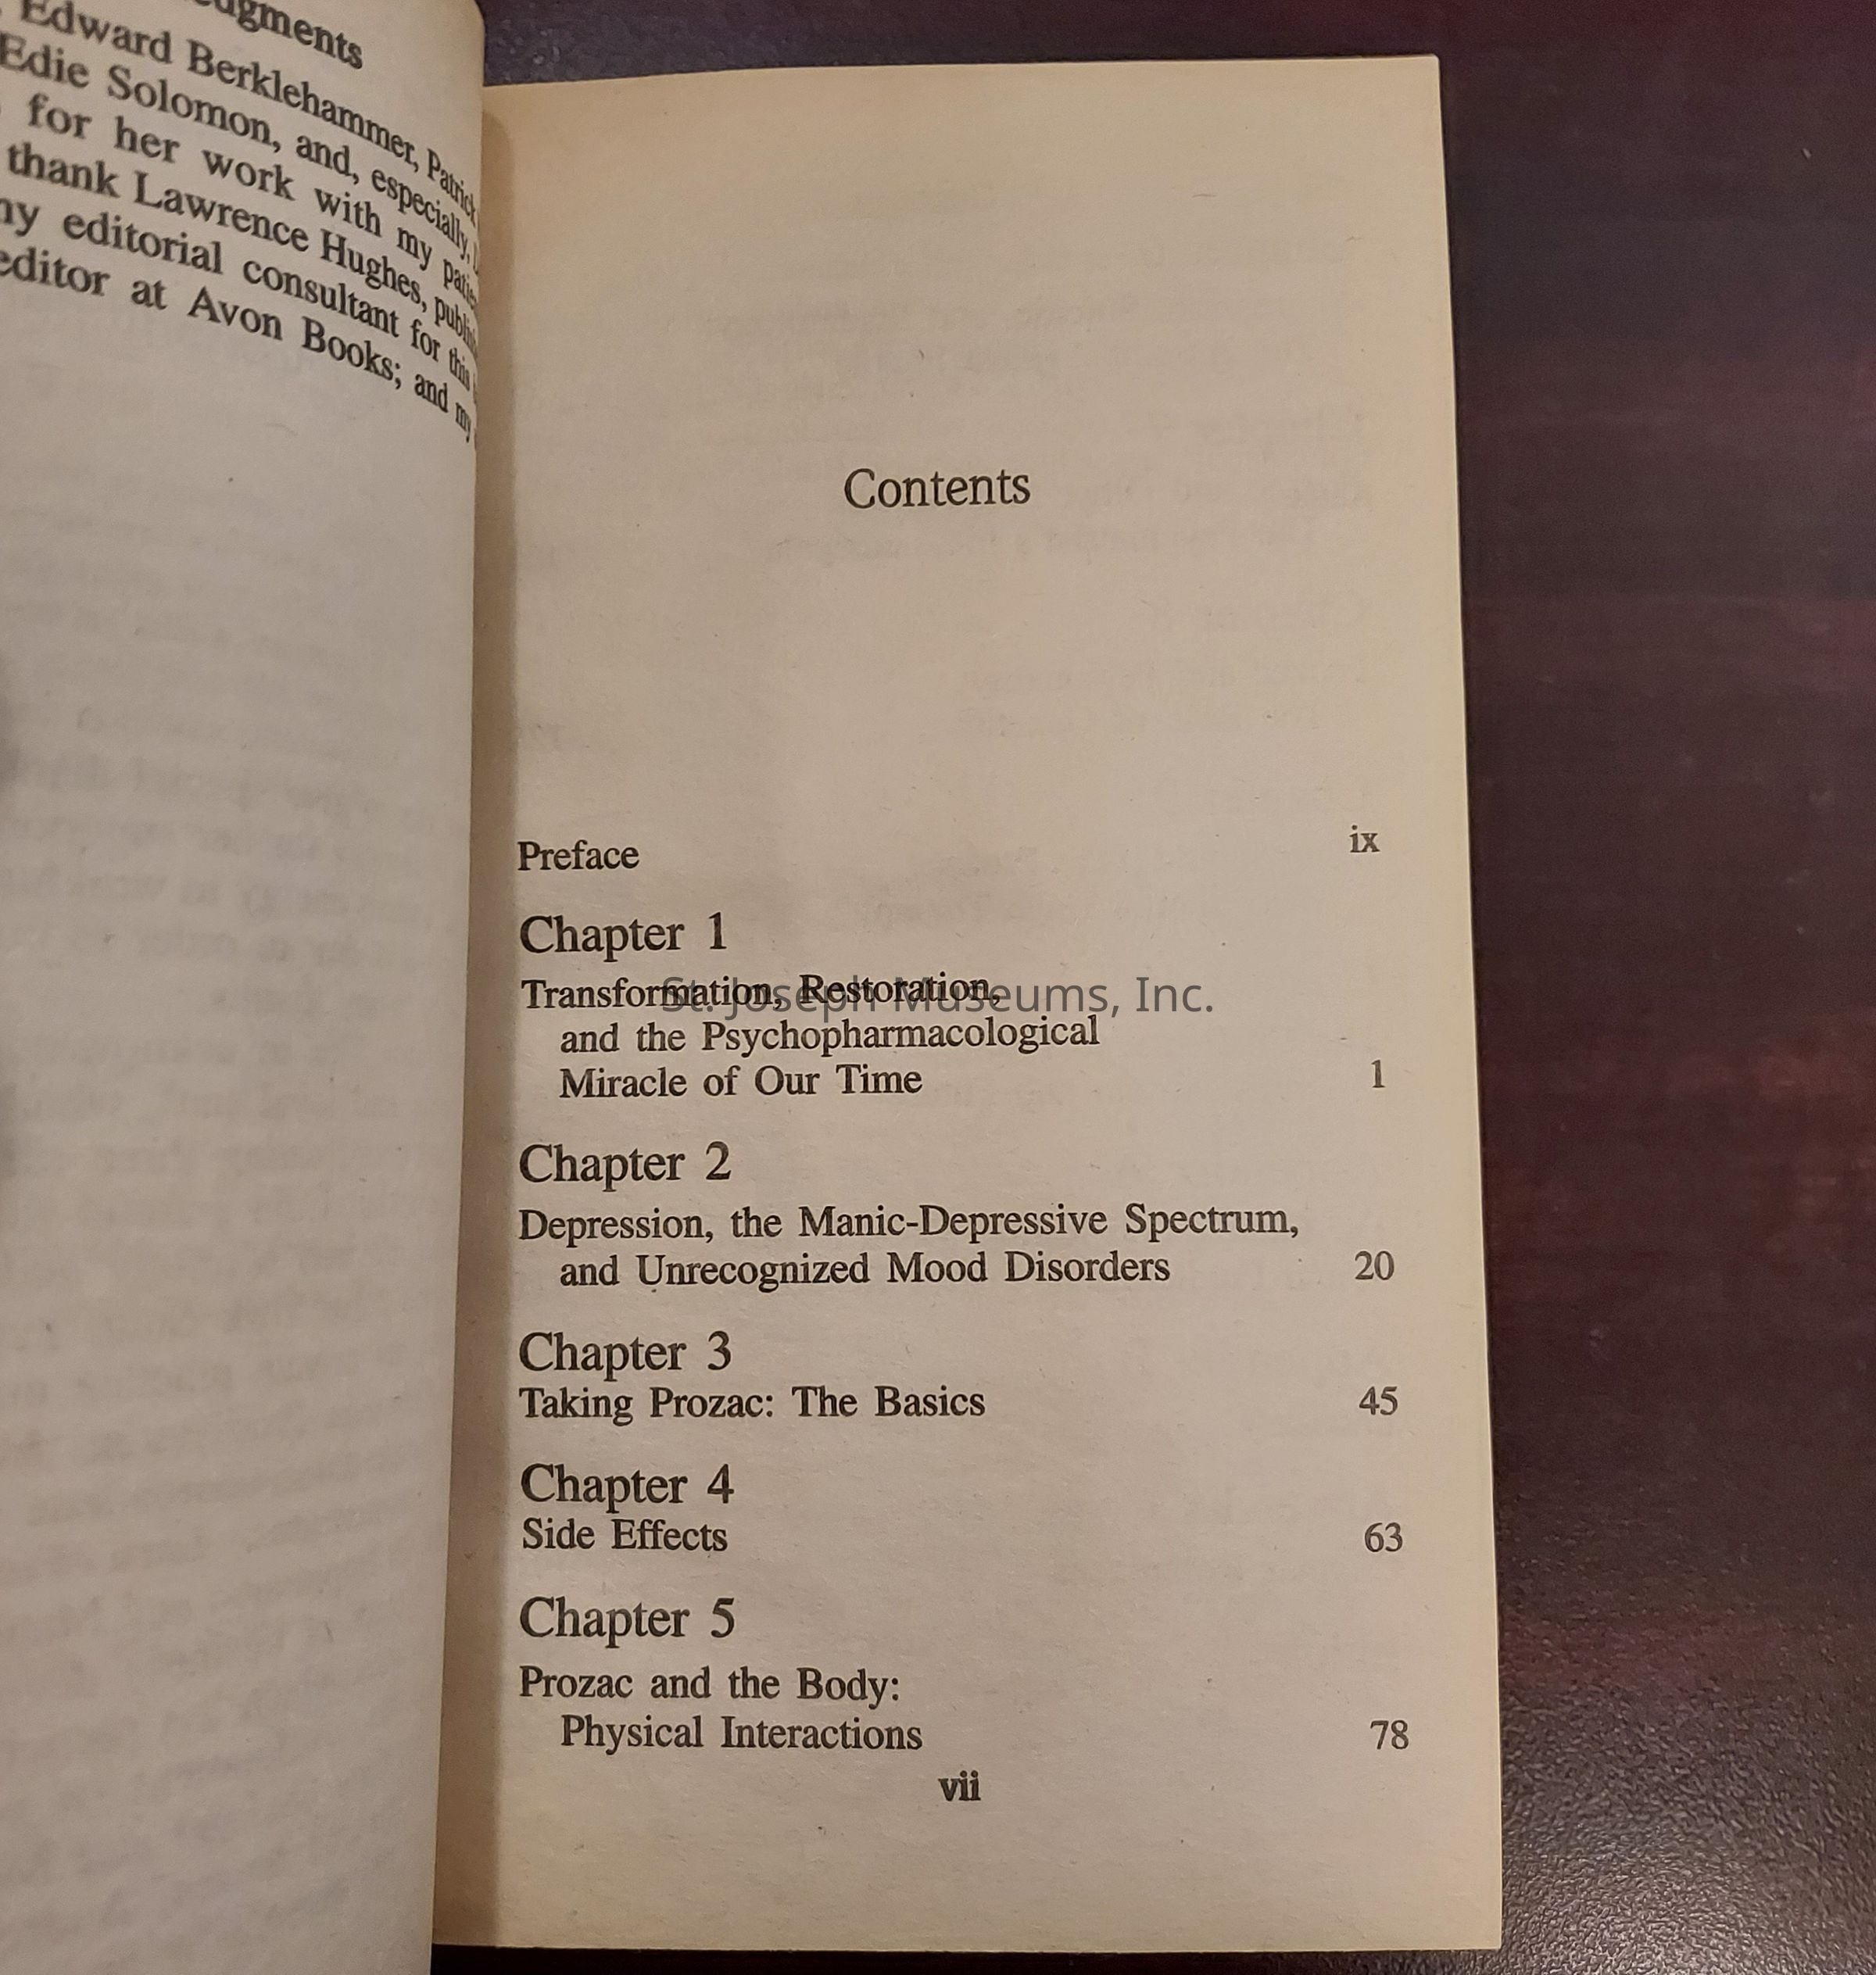 Edward Berklehammer, Patrick
Edie Solomon, and, especially,
for her work with my
thank Lawrence Hughes,
editorial consultant for this
editor at Avon Books; and my
Contents
Preface ix
Chapter 1
Transformation, Restoration,
and the Psychopharmacological
Miracle of Our Time 1
Chapter 2
Depression, the Manic-Depressive Spectrum,
and Unrecognized Mood Disorders 20
Chapter 3
Taking Prozac: The Basics 45
Chapter 4
Side Effects 63
Chapter 5
Prozac and the Body:
Physical Interactions 78
vii
St. Joseph Museums, Inc.